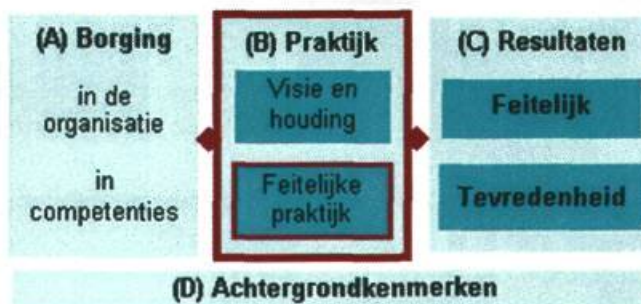 (A) Borging
in de
organisatie
in
competenties
(B) Praktijk
Visie en
houding
Feitelijke
praktijk
(C) Resultaten
Feitelijk
Tevredenheid
(D) Achtergrondkenmerken